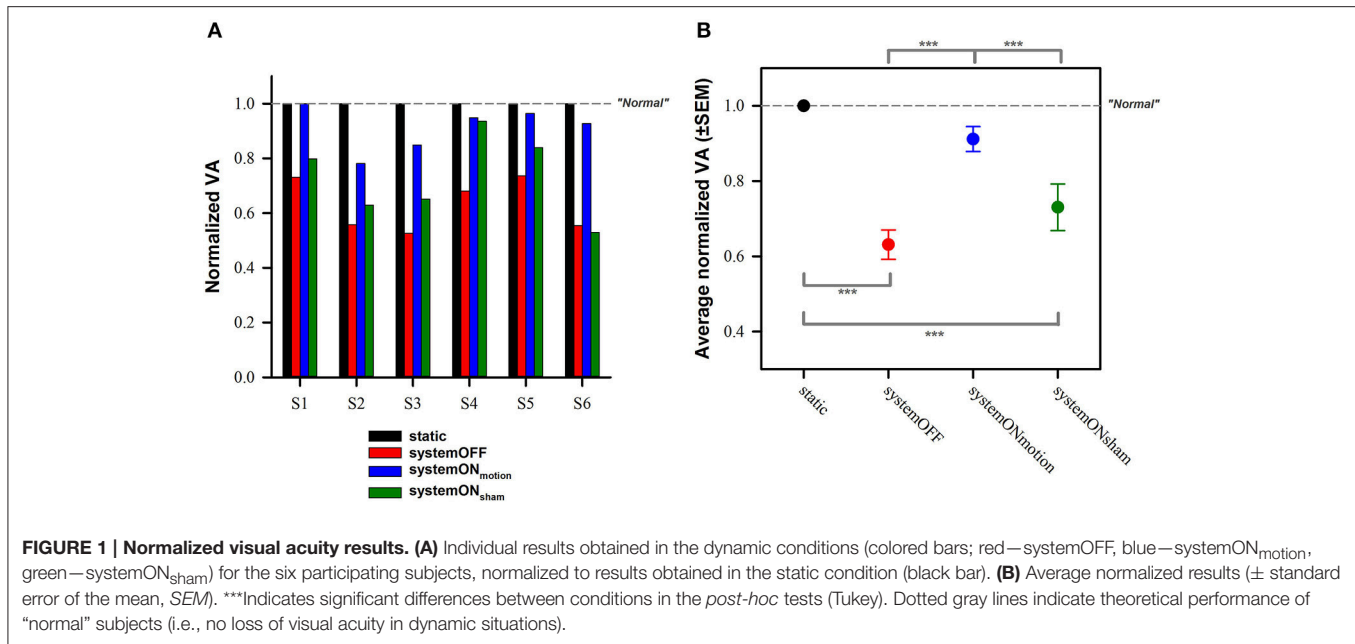 A
Normalized VA
1.0
0.8
0.6
0.4
0.2
0.0
"Normal"
S1 S2 S3 S4 S5 S6
static
systemOFF
systemONmotion
systemONsham
B
*** ***
Average normalized VA (±SEM)
1.0
0.8
0.6
0.4
"Normal"
***
***
static systemOFF systemONmotion systemONsham
FIGURE 1 | Normalized visual acuity results. (A) Individual results obtained in the dynamic conditions (colored bars; red—systemOFF, blue—systemONmotion,
green—systemONsham) for the six participating subjects, normalized to results obtained in the static condition (black bar). (B) Average normalized results (± standard
error of the mean, SEM). ***Indicates significant differences between conditions in the post-hoc tests (Tukey). Dotted gray lines indicate theoretical performance of
"normal" subjects (i.e., no loss of visual acuity in dynamic situations).